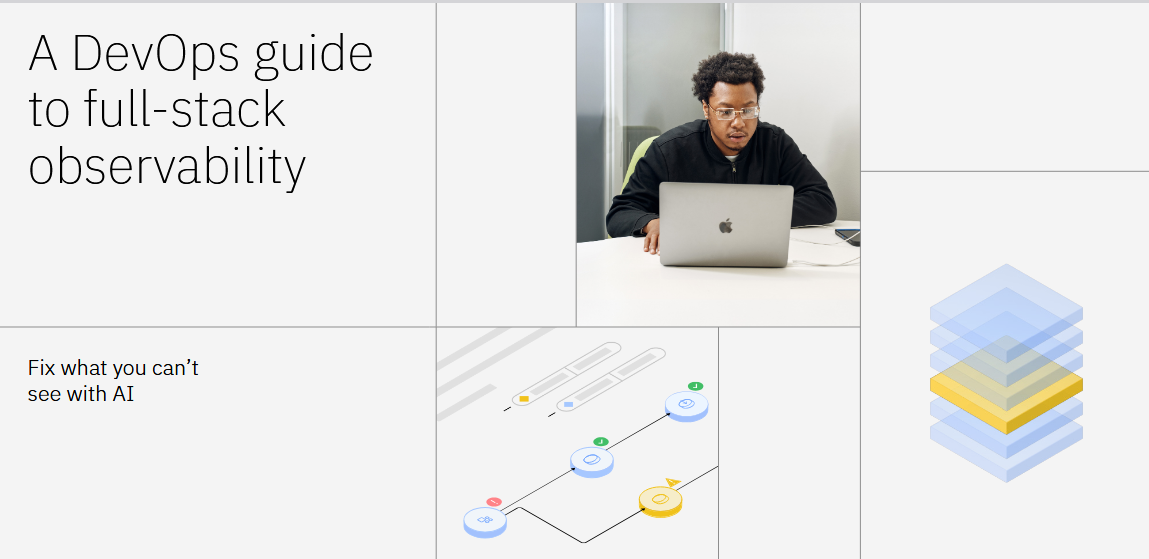 A DevOps guide
to full-stack
observability
Fix what you can’t
see with AI